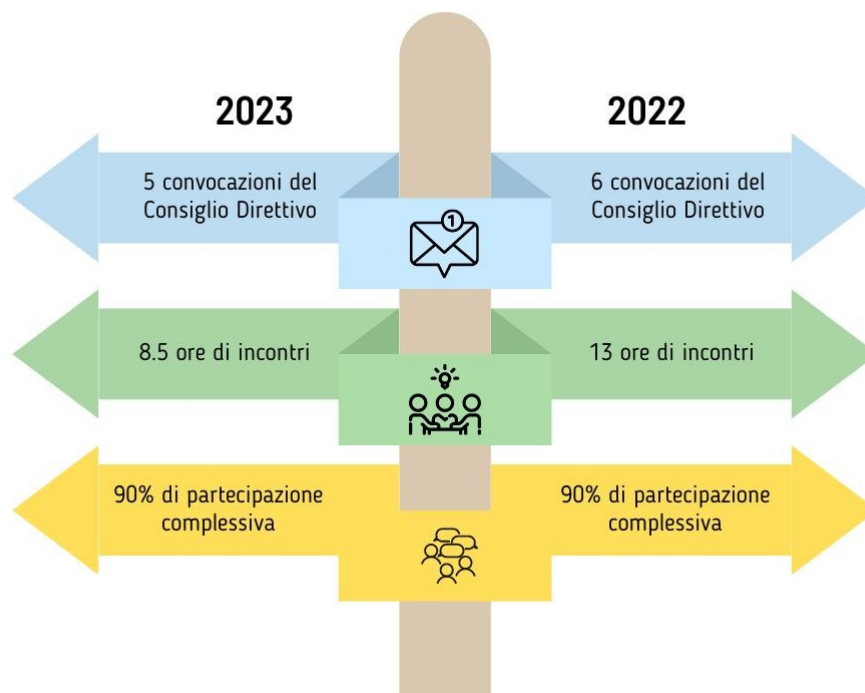 2023
2022
5 convocazioni del
Consiglio Direttivo
6 convocazioni del
Consiglio Direttivo
1
8.5 ore di incontri
13 ore di incontri
90% di partecipazione
complessiva
90% di partecipazione
complessiva